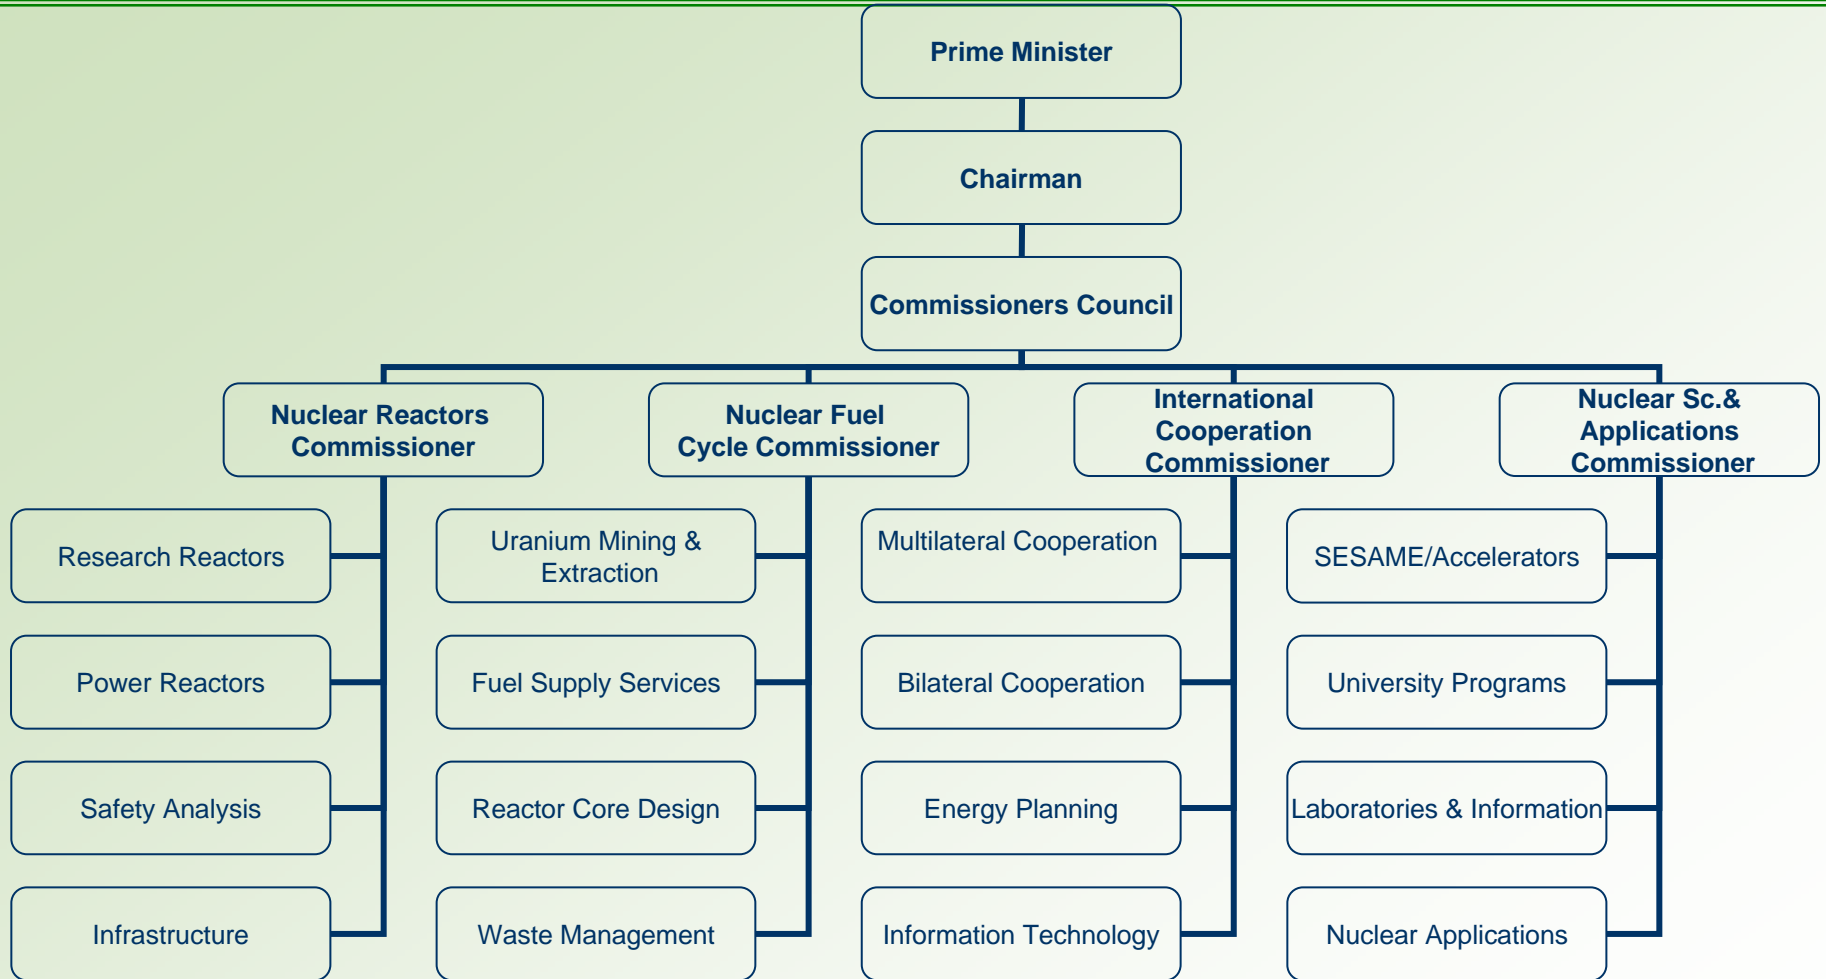 Prime Minister
Chairman
Commissioners Council
Nuclear Reactors
Commissioner
Nuclear Fuel
Cycle Commissioner
International
Cooperation
Commissioner
Nuclear Sc.&
Applications
Commissioner
Research Reactors
Uranium Mining &
Extraction
Multilateral Cooperation
SESAME/Accelerators
Power Reactors
Fuel Supply Services
Bilateral Cooperation
University Programs
Safety Analysis
Reactor Core Design
Energy Planning
Laboratories & Information
Infrastructure
Waste Management
Information Technology
Nuclear Applications